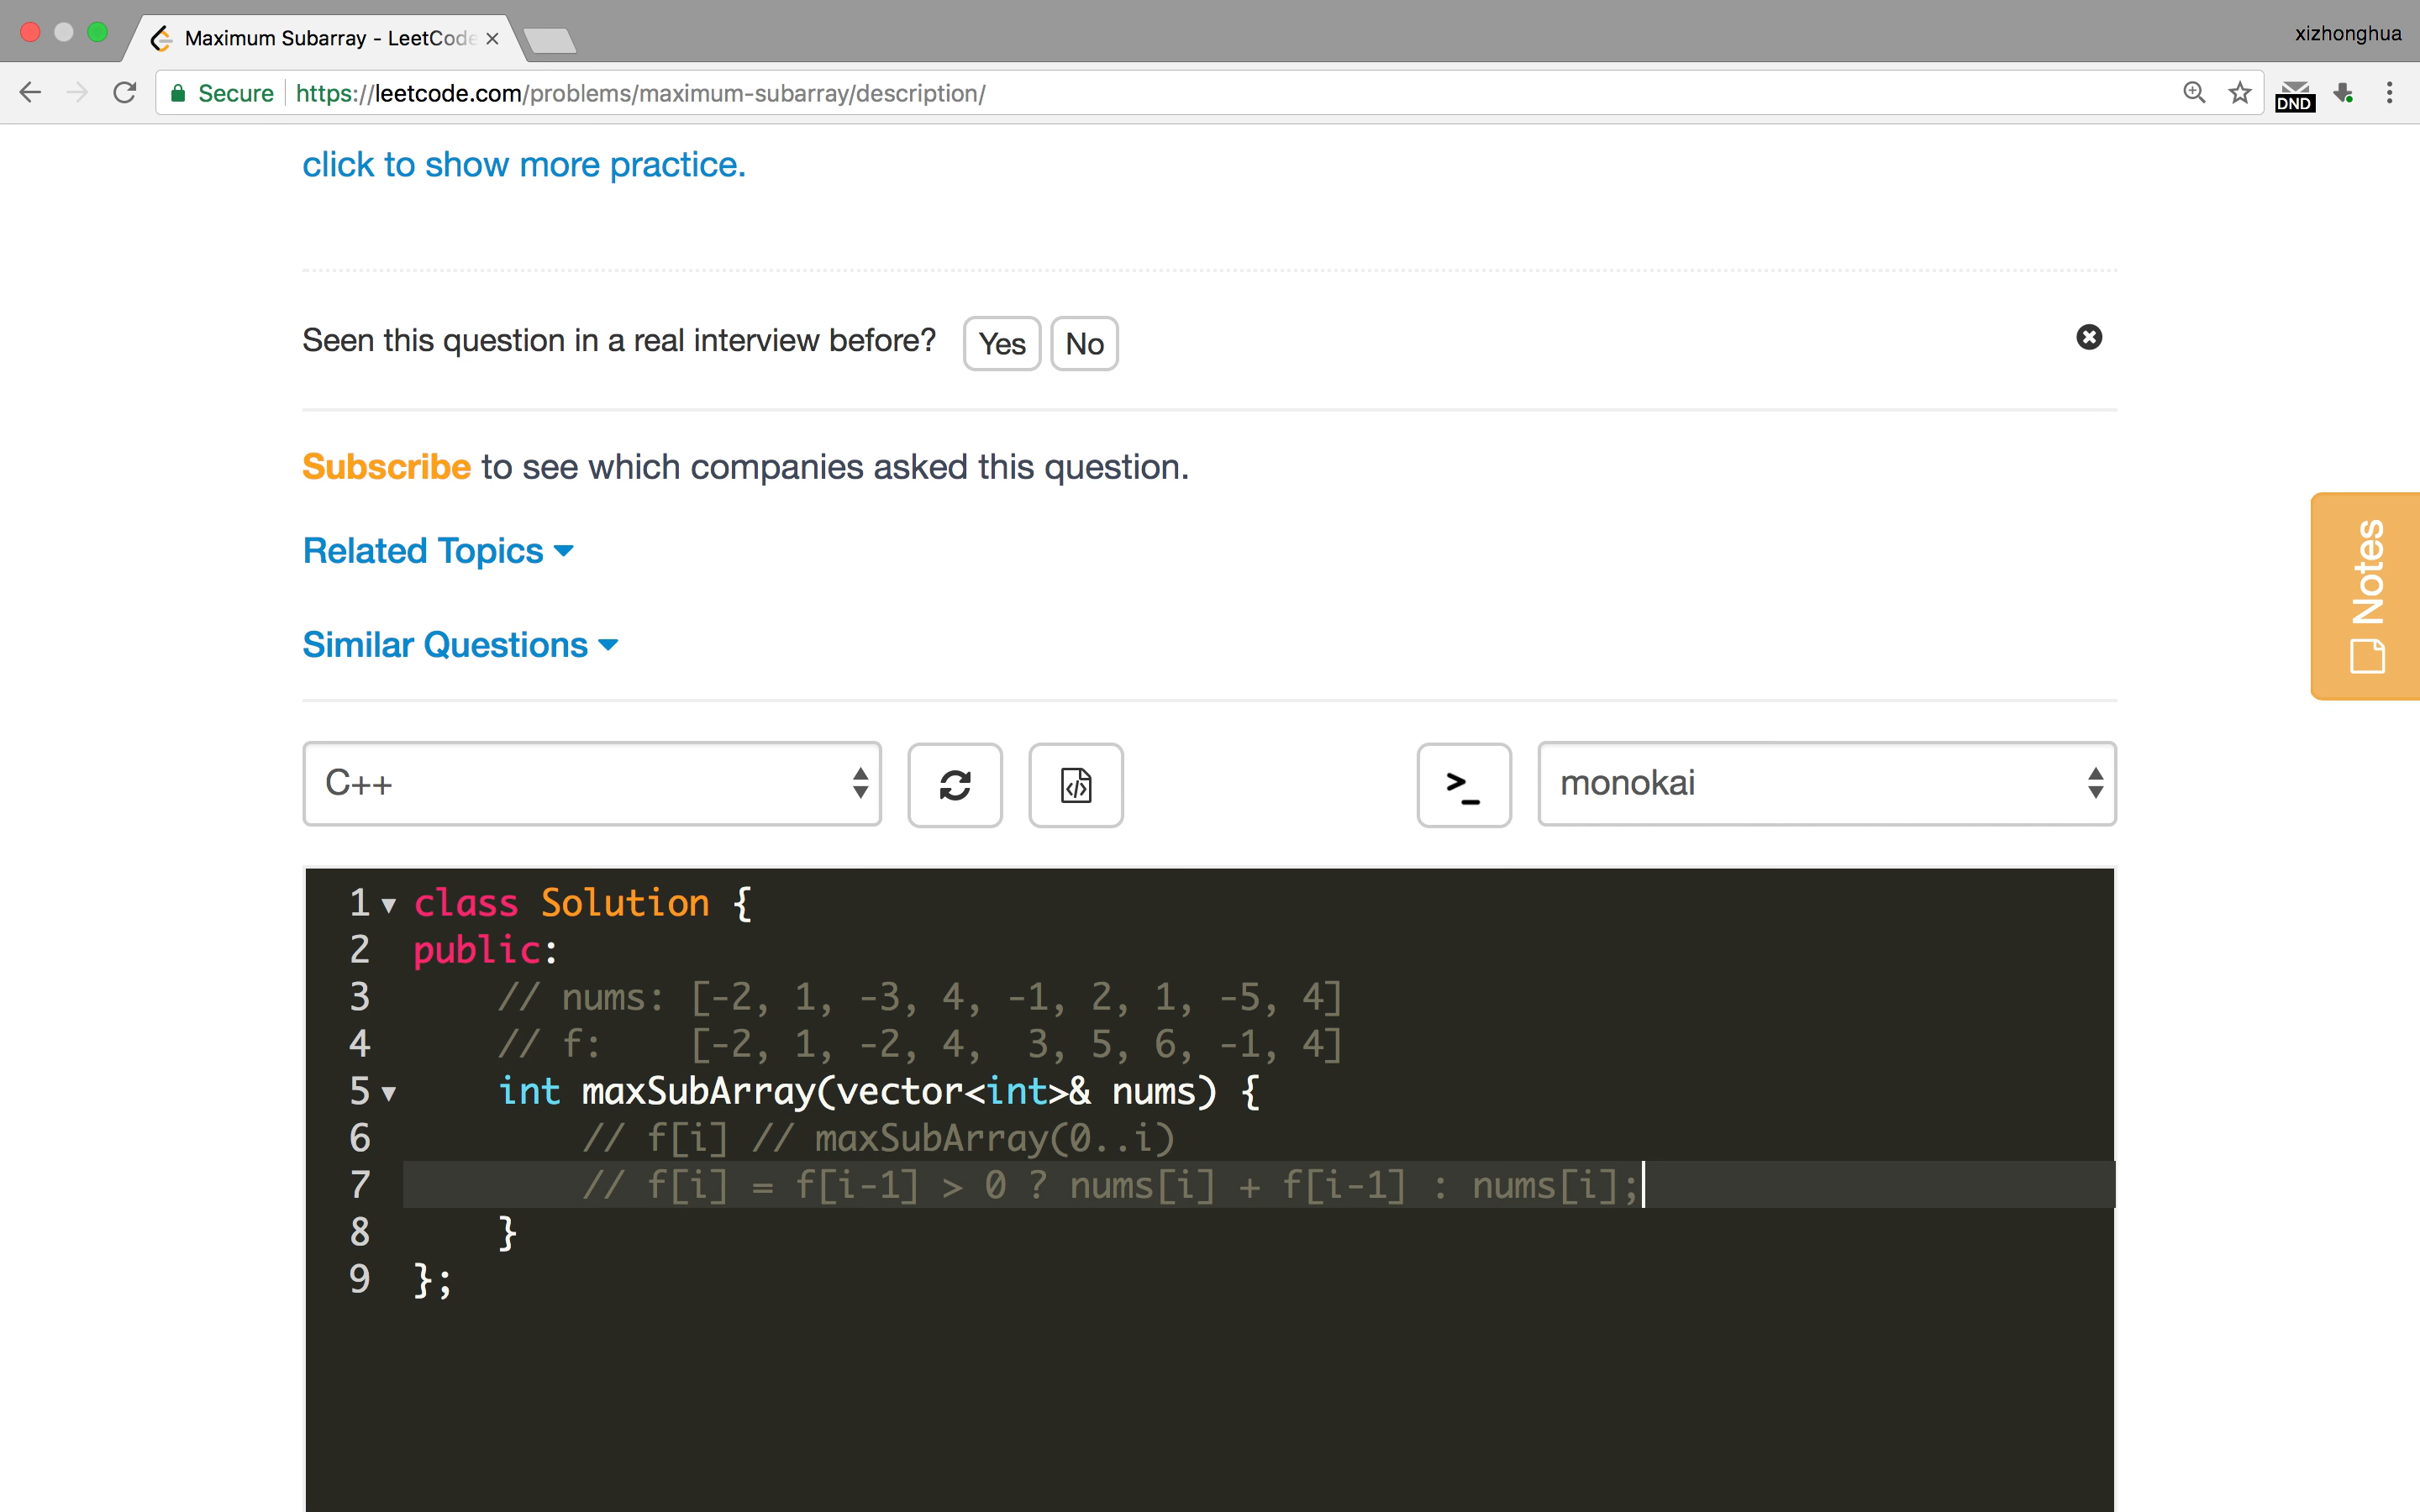 Maximum Subarray - LeetCode
xizhonghua
Secure https://leetcode.com/problems/maximum-subarray/description/
DND
click to show more practice.
Seen this question in a real interview before? Yes No
Subscribe to see which companies asked this question.
Related Topics
Similar Questions
Notes
C++ </> >_ monokai
1 class Solution {
2 public:
3     // nums: [-2, 1, -3, 4, -1, 2, 1, -5, 4]
4     // f:    [-2, 1, -2, 4,  3, 5, 6, -1, 4]
5     int maxSubArray(vector<int>& nums) {
6         // f[i] // maxSubArray(0..i)
7         // f[i] = f[i-1] > 0 ? nums[i] + f[i-1] : nums[i];
8     }
9 };